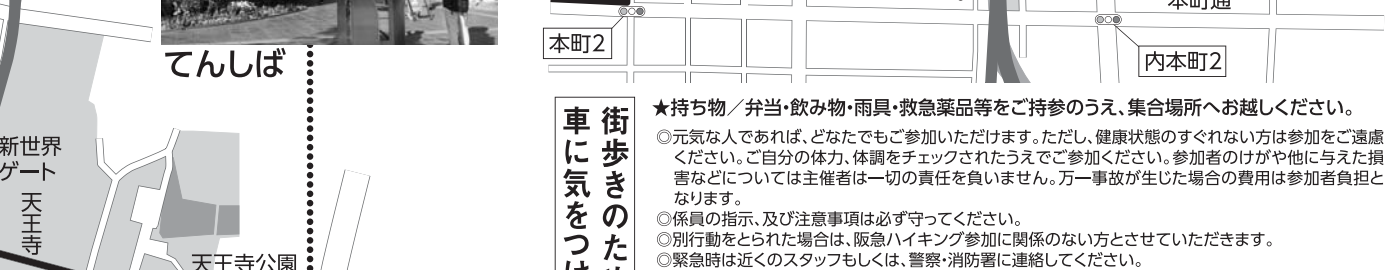 本町通
本町2
内本町2
てんしば
新世界
ゲート
天王寺
天王寺公園
街歩きのため
車に気をつけ
★持ち物／弁当・飲み物・雨具・救急薬品等をご持参のうえ、集合場所へお越しください。
◎元気な人であれば、どなたでもご参加いただけます。ただし、健康状態のすぐれない方は参加をご遠慮
ください。ご自分の体力、体調をチェックされたうえでご参加ください。参加者のけがや他に与えた損
害などについては主催者は一切の責任を負いません。万一事故が生じた場合の費用は参加者負担と
なります。
◎係員の指示、及び注意事項は必ず守ってください。
◎別行動をとられた場合は、阪急ハイキング参加に関係のない方とさせていただきます。
◎緊急時は近くのスタッフもしくは、警察・消防署に連絡してください。